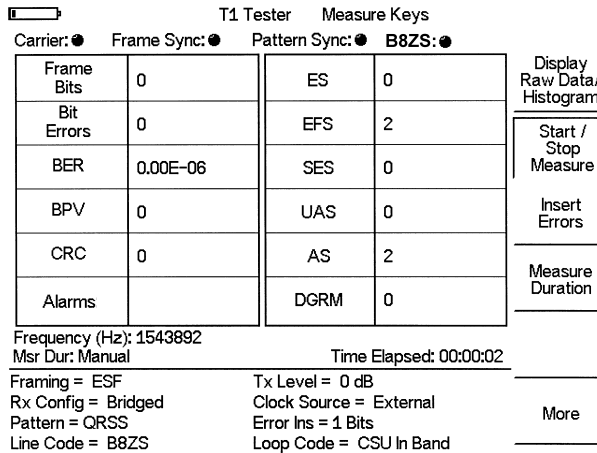 T1 Tester Measure Keys
Carrier: Frame Sync: Pattern Sync: B8ZS:
Display
Raw Data/
Histogram
Frame
Bits
0
ES
0
Bit
Errors
0
EFS
2
Start /
Stop
Measure
BER
0.00E-06
SES
0
BPV
0
UAS
0
Insert
Errors
CRC
0
AS
2
Measure
Duration
Alarms
DGRM
0
Frequency (Hz): 1543892
Msr Dur: Manual Time Elapsed: 00:00:02
Framing = ESF Tx Level = 0 dB
Rx Config = Bridged Clock Source = External
Pattern = QRSS Error Ins = 1 Bits
Line Code = B8ZS Loop Code = CSU In Band
More